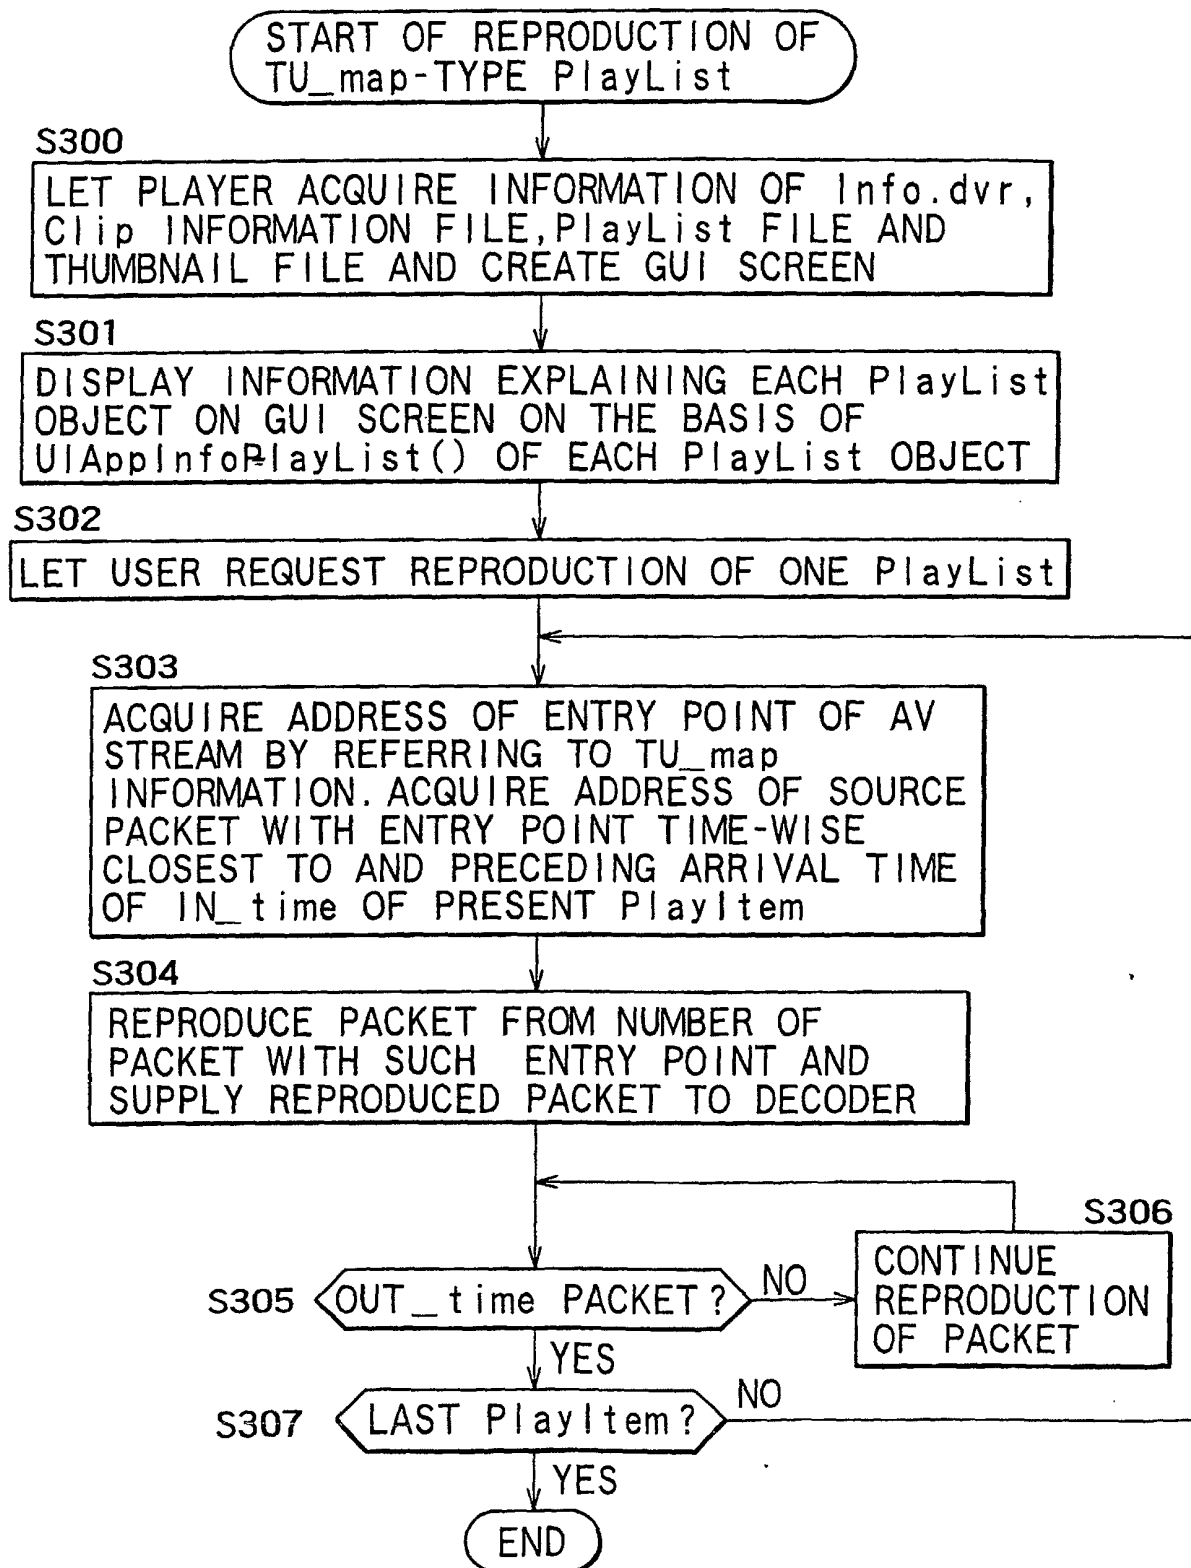 START OF REPRODUCTION OF
TU_map-TYPE PlayList
S300
LET PLAYER ACQUIRE INFORMATION OF Info.dvr,
Clip INFORMATION FILE,PlayList FILE AND
THUMBNAIL FILE AND CREATE GUI SCREEN
S301
DISPLAY INFORMATION EXPLAINING EACH PlayList
OBJECT ON GUI SCREEN ON THE BASIS OF
UIAppInfoPlayList() OF EACH PlayList OBJECT
S302
LET USER REQUEST REPRODUCTION OF ONE PlayList
S303
ACQUIRE ADDRESS OF ENTRY POINT OF AV
STREAM BY REFERRING TO TU_map
INFORMATION. ACQUIRE ADDRESS OF SOURCE
PACKET WITH ENTRY POINT TIME-WISE
CLOSEST TO AND PRECEDING ARRIVAL TIME
OF IN_time OF PRESENT PlayItem
S304
REPRODUCE PACKET FROM NUMBER OF
PACKET WITH SUCH ENTRY POINT AND
SUPPLY REPRODUCED PACKET TO DECODER
S305
OUT_time PACKET?
NO
S306
CONTINUE
REPRODUCTION
OF PACKET
YES
S307
LAST PlayItem?
NO
YES
END